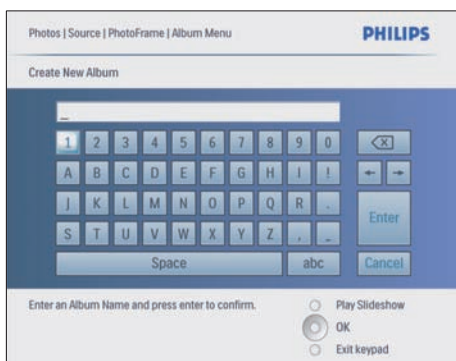 Photos | Source | PhotoFrame | Album Menu PHILIPS
Create New Album
_
1 2 3 4 5 6 7 8 9 0
A B C D E F G H I !
J K L M N O P Q R .
Enter
S T U V W X Y Z , _
Space abc Cancel
Enter an Album Name and press enter to confirm.
Play Slideshow
OK
Exit keypad